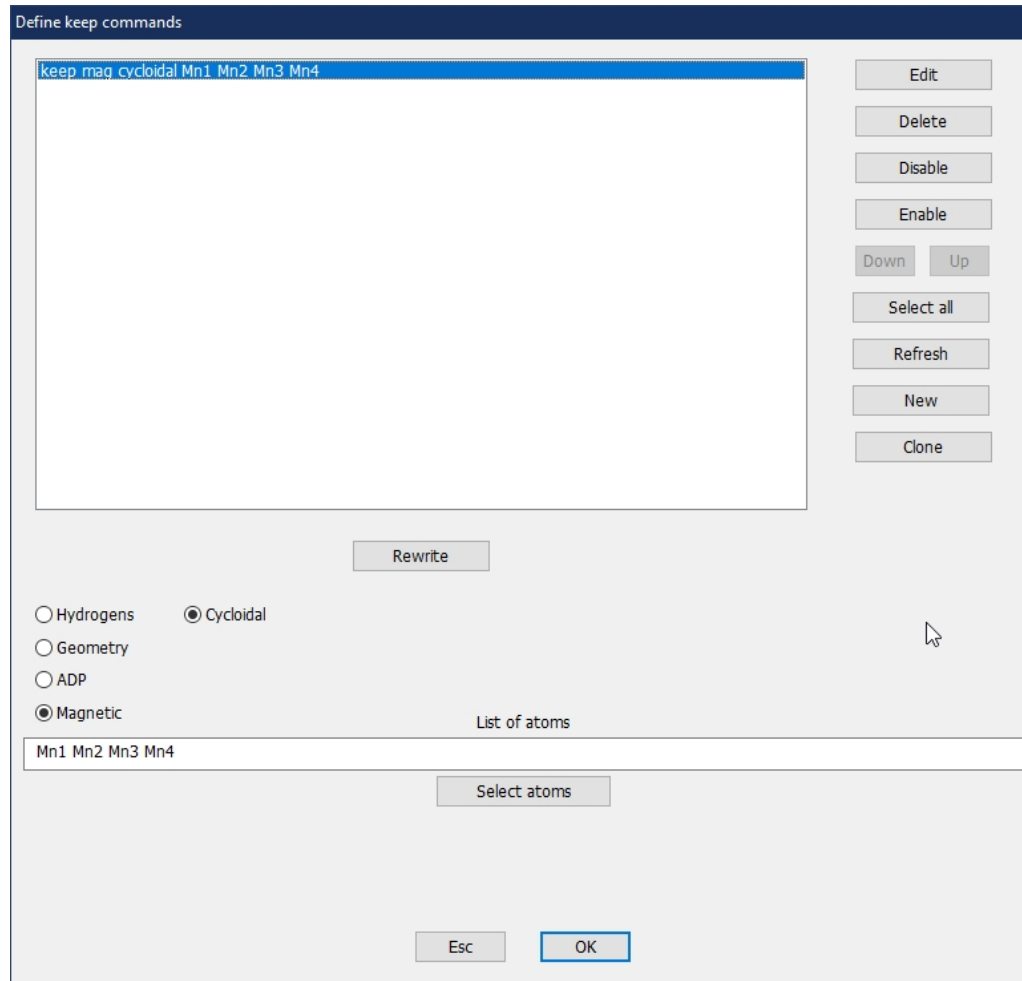 Define keep commands
keep mag cycloidal Mn1 Mn2 Mn3 Mn4
Edit
Delete
Disable
Enable
Down Up
Select all
Refresh
New
Clone
Rewrite
Hydrogens Cycloidal
Geometry
ADP
Magnetic
List of atoms
Mn1 Mn2 Mn3 Mn4
Select atoms
Esc OK